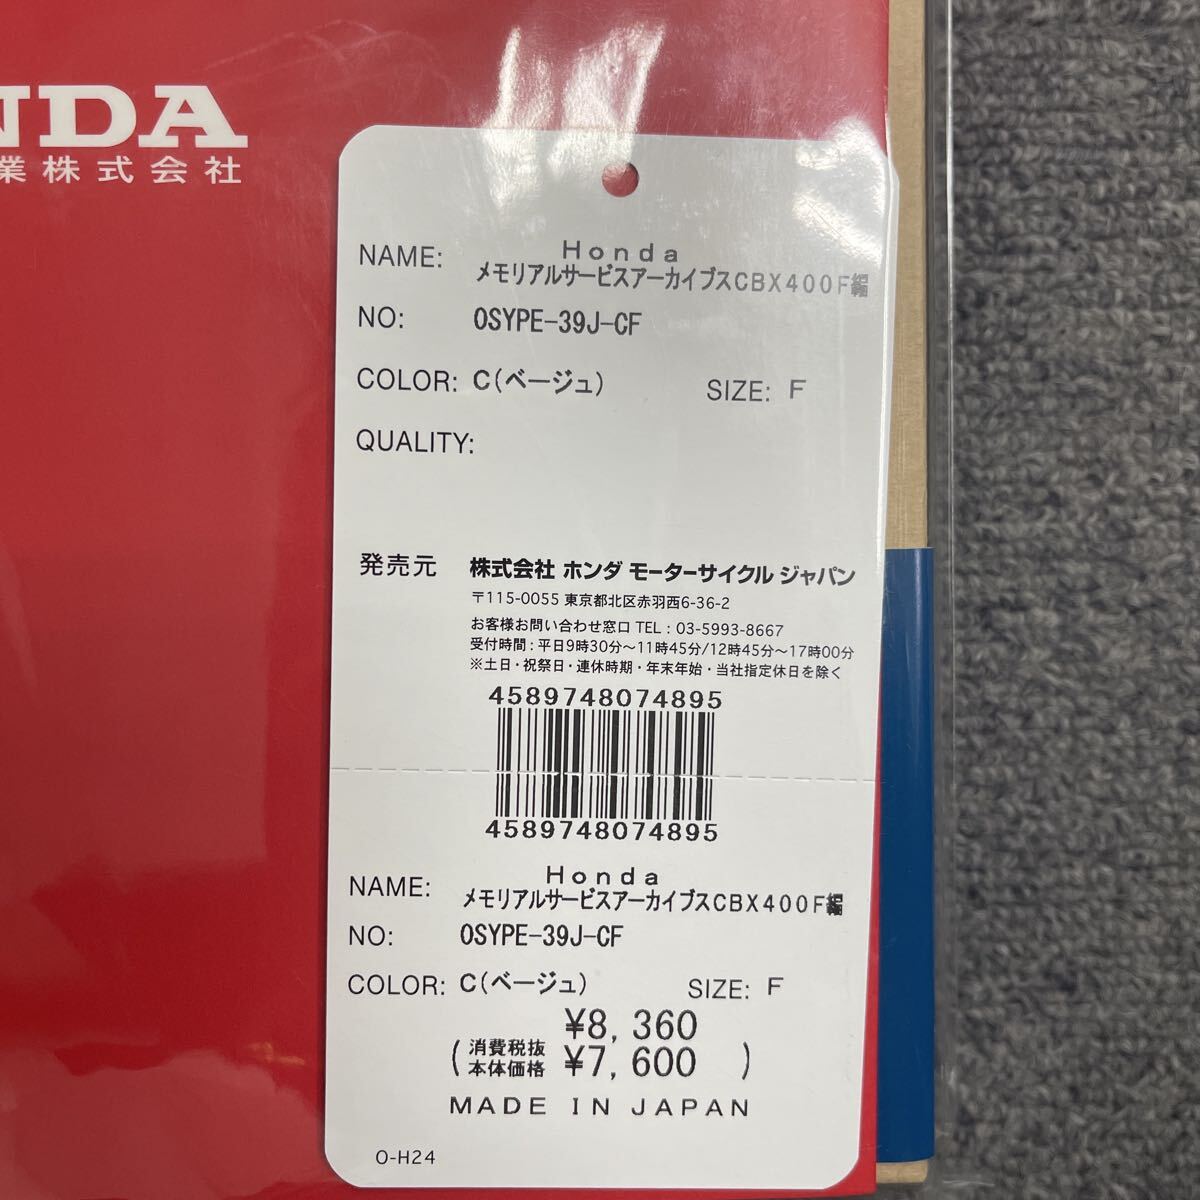 NDA
業株式会社
NAME: Honda
メモリアルサービスアーカイブスCBX400F編
NO: 0SYPE-39J-CF
COLOR: C(ベージュ) SIZE: F
QUALITY:
発売元 株式会社 ホンダ モーターサイクル ジャパン
〒115-0055 東京都北区赤羽西6-36-2
お客様お問い合わせ窓口 TEL : 03-5993-8667
受付時間 : 平日9時30分〜11時45分/12時45分〜17時00分
※土日・祝祭日・連休時期・年末年始・当社指定休日を除く
4589748074895
4589748074895
NAME: Honda
メモリアルサービスアーカイブスCBX400F編
NO: 0SYPE-39J-CF
COLOR: C(ベージュ) SIZE: F
¥8,360
(消費税抜本体価格 ¥7,600 )
MADE IN JAPAN
O-H24